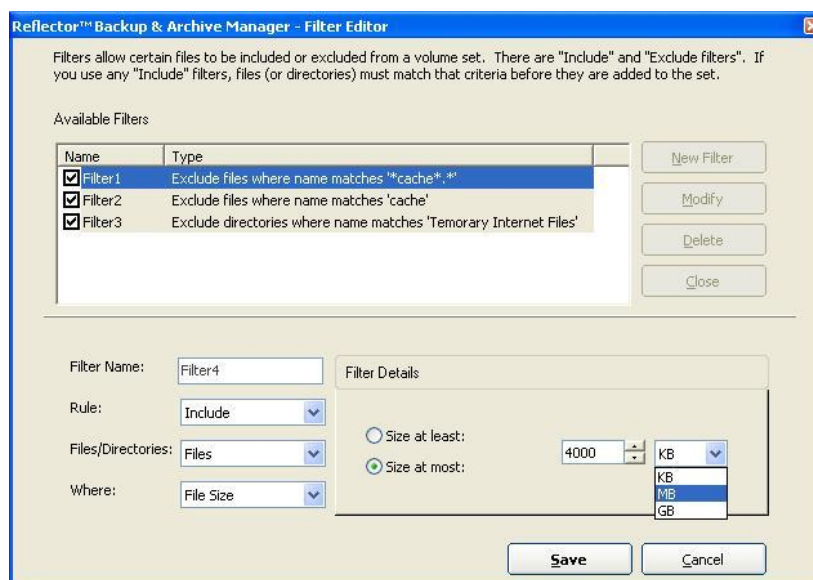 Reflector™ Backup & Archive Manager - Filter Editor
Filters allow certain files to be included or excluded from a volume set. There are "Include" and "Exclude filters". If
you use any "Include" filters, files (or directories) must match that criteria before they are added to the set.
Available Filters
Name Type
Filter1 Exclude files where name matches '*cache*.*'
Filter2 Exclude files where name matches 'cache'
Filter3 Exclude directories where name matches 'Temorary Internet Files'
New Filter
Modify
Delete
Close
Filter Name: Filter4
Rule: Include
Files/Directories: Files
Where: File Size
Filter Details
Size at least:
Size at most:
4000 KB
KB
MB
GB
Save Cancel